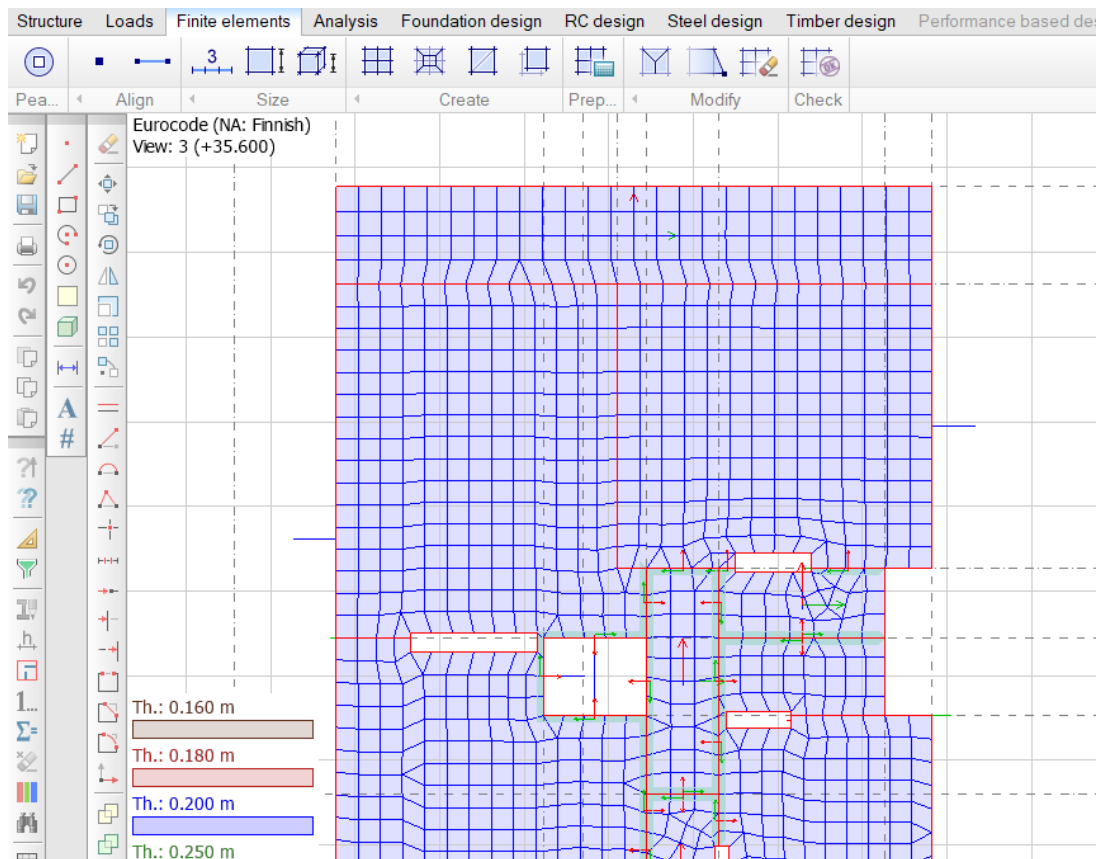 Structure Loads Finite elements Analysis Foundation design RC design Steel design Timber design Performance based des
3
Pea... Align Size Create Prep... Modify Check
Eurocode (NA: Finnish)
View: 3 (+35.600)
A
#
.h.
1...
Σ=
Th.: 0.160 m
Th.: 0.180 m
Th.: 0.200 m
Th.: 0.250 m